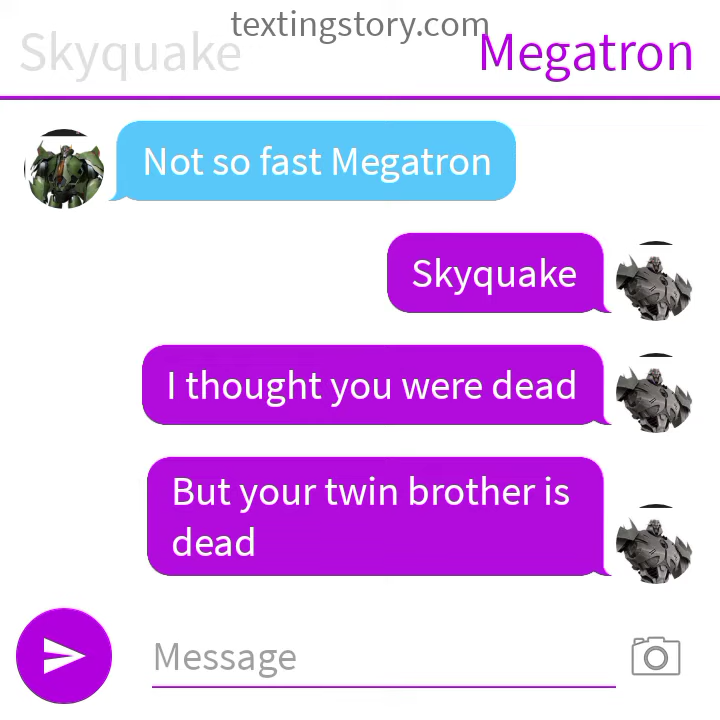 textingstory.com
Skyquake
Megatron
Not so fast Megatron
Skyquake
I thought you were dead
But your twin brother is
dead
Message